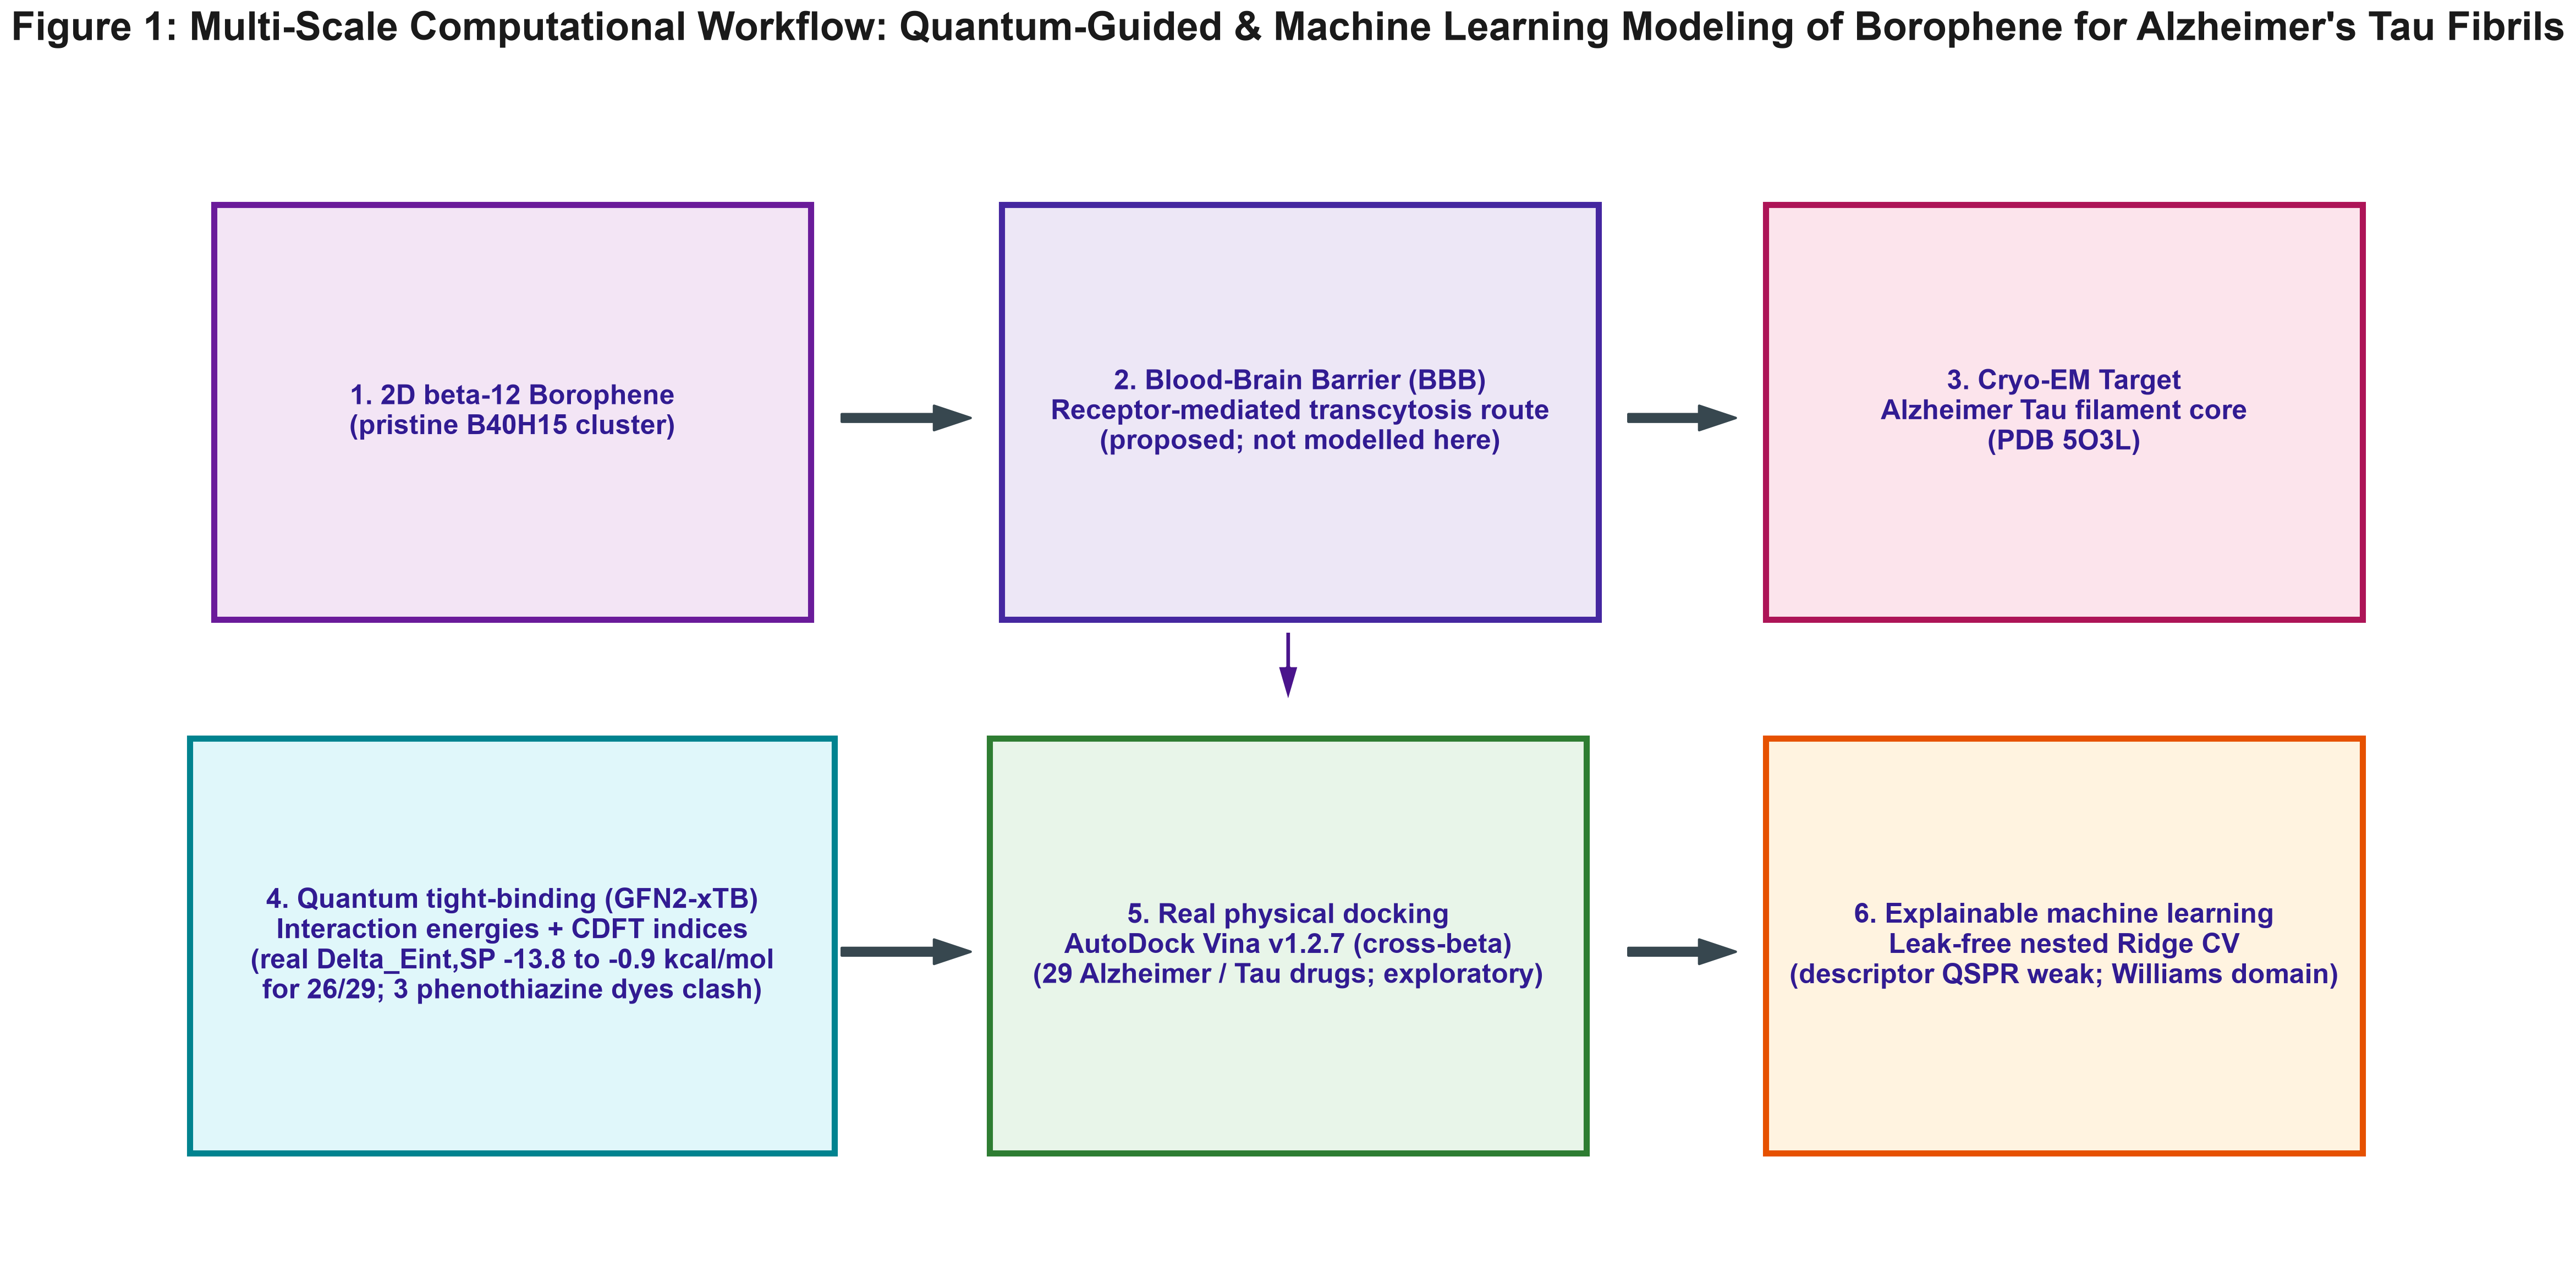 Figure 1: Multi-Scale Computational Workflow: Quantum-Guided & Machine Learning Modeling of Borophene for Alzheimer's Tau Fibrils
1. 2D beta-12 Borophene
(pristine B40H15 cluster)
2. Blood-Brain Barrier (BBB)
Receptor-mediated transcytosis route
(proposed; not modelled here)
3. Cryo-EM Target
Alzheimer Tau filament core
(PDB 5O3L)
4. Quantum tight-binding (GFN2-xTB)
Interaction energies + CDFT indices
(real Delta_Eint,SP -13.8 to -0.9 kcal/mol
for 26/29; 3 phenothiazine dyes clash)
5. Real physical docking
AutoDock Vina v1.2.7 (cross-beta)
(29 Alzheimer / Tau drugs; exploratory)
6. Explainable machine learning
Leak-free nested Ridge CV
(descriptor QSPR weak; Williams domain)